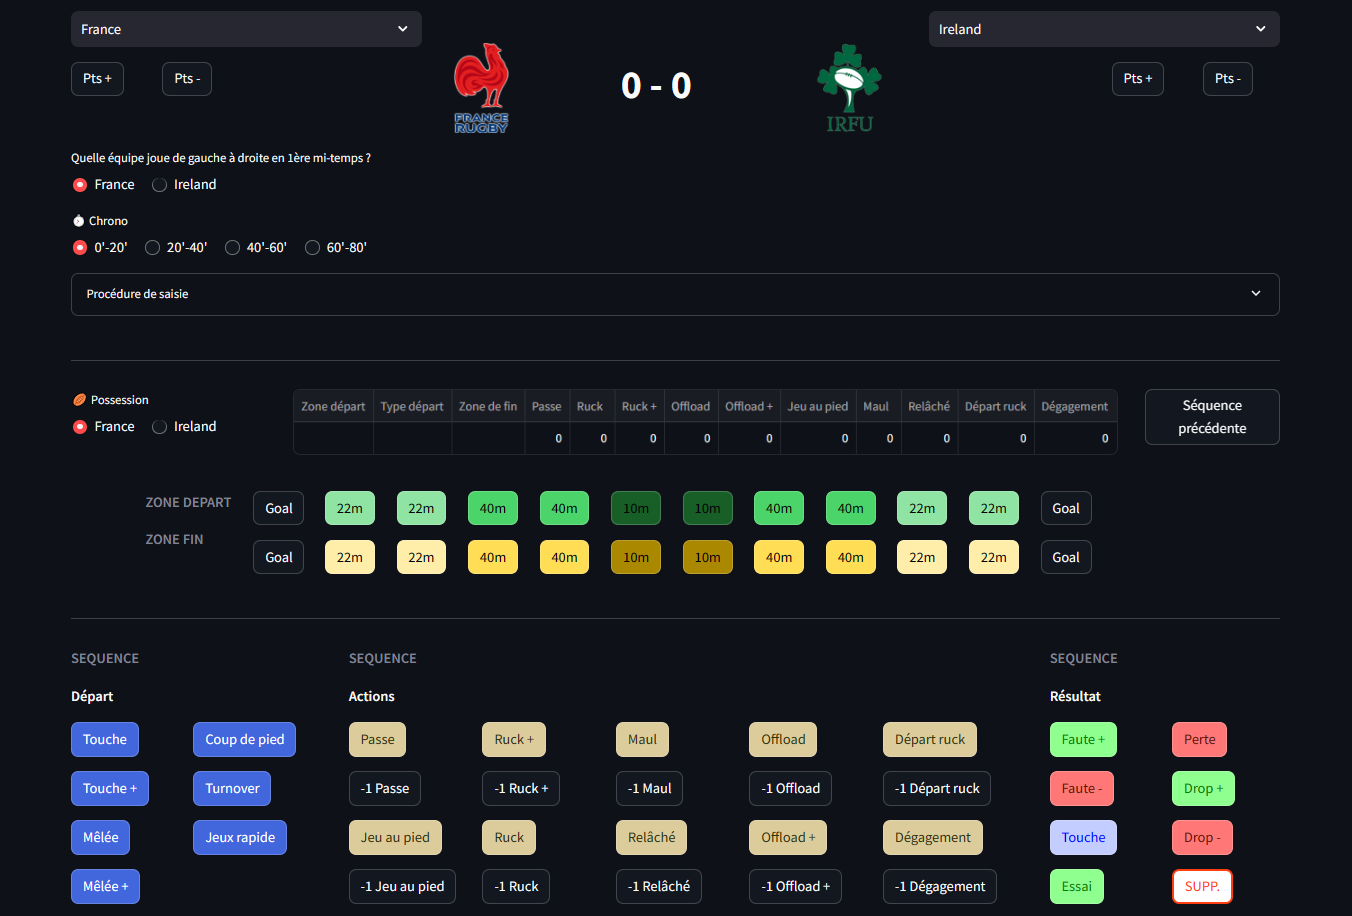 France
Ireland
Pts +
Pts -
0 - 0
Pts +
Pts -
FRANCE
RUGBY
IRFU
Quelle équipe joue de gauche à droite en 1ère mi-temps ?
France
Ireland
Chrono
0'-20'
20'-40'
40'-60'
60'-80'
Procédure de saisie
Possession
France
Ireland
Zone départ Type départ Zone de fin Passe Ruck Ruck + Offload Offload + Jeu au pied Maul Relâché Départ ruck Dégagement
0 0 0 0 0 0 0 0 0 0
Séquence
précédente
ZONE DEPART Goal 22m 22m 40m 40m 10m 10m 40m 40m 22m 22m Goal
ZONE FIN Goal 22m 22m 40m 40m 10m 10m 40m 40m 22m 22m Goal
SEQUENCE
Départ
Touche Coup de pied
Touche + Turnover
Mêlée Jeux rapide
Mêlée +
SEQUENCE
Actions
Passe Ruck + Maul Offload Départ ruck
-1 Passe -1 Ruck + -1 Maul -1 Offload -1 Départ ruck
Jeu au pied Ruck Relâché Offload + Dégagement
-1 Jeu au pied -1 Ruck -1 Relâché -1 Offload + -1 Dégagement
SEQUENCE
Résultat
Faute + Perte
Faute - Drop +
Touche Drop -
Essai SUPP.